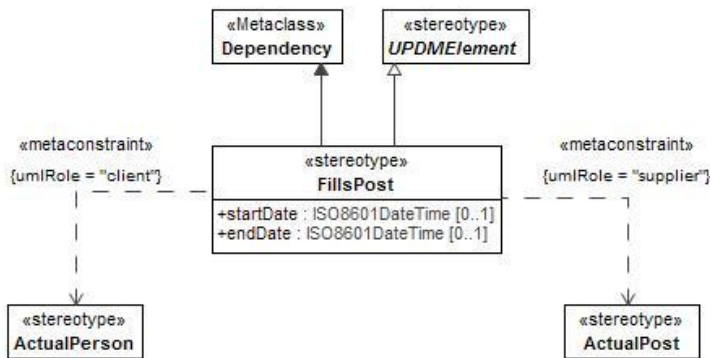 «Metaclass»
Dependency
«stereotype»
UPDMElement
«metaconstraint»
{umlRole = "client"}
«stereotype»
FillsPost
+startDate : ISO8601DateTime [0..1]
+endDate : ISO8601DateTime [0..1]
«metaconstraint»
{umlRole = "supplier"}
«stereotype»
ActualPerson
«stereotype»
ActualPost